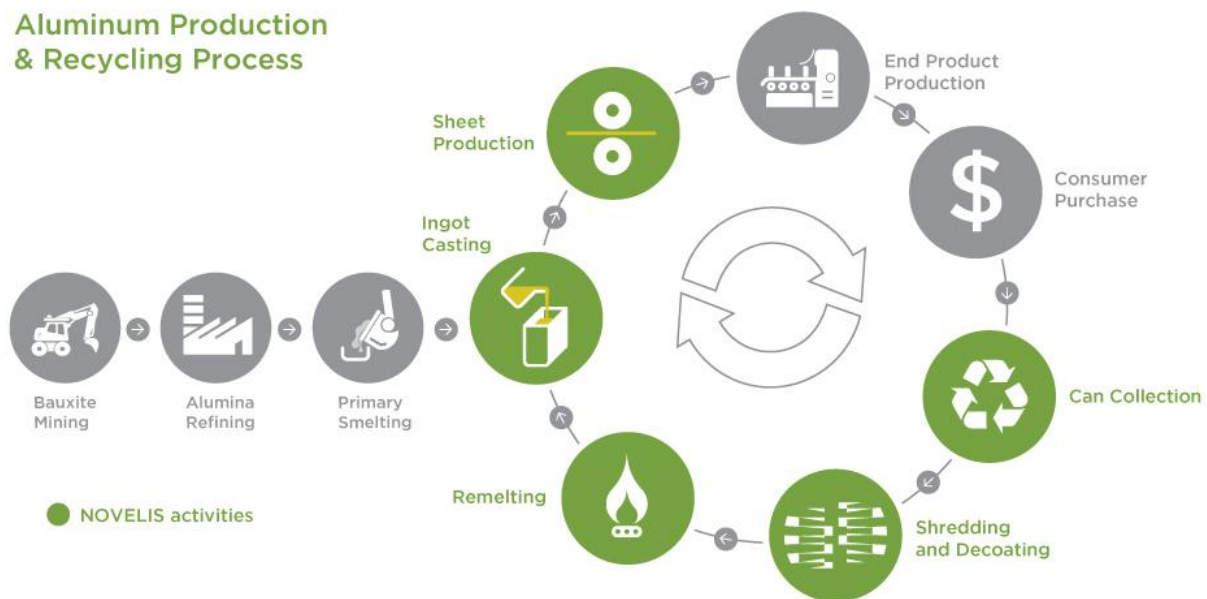 Aluminum Production
& Recycling Process
End Product
Production
Sheet
Production
$
Consumer
Purchase
Ingot
Casting
Bauxite
Mining
Alumina
Refining
Primary
Smelting
Can Collection
Remelting
Shredding
and Decoating
NOVELIS activities